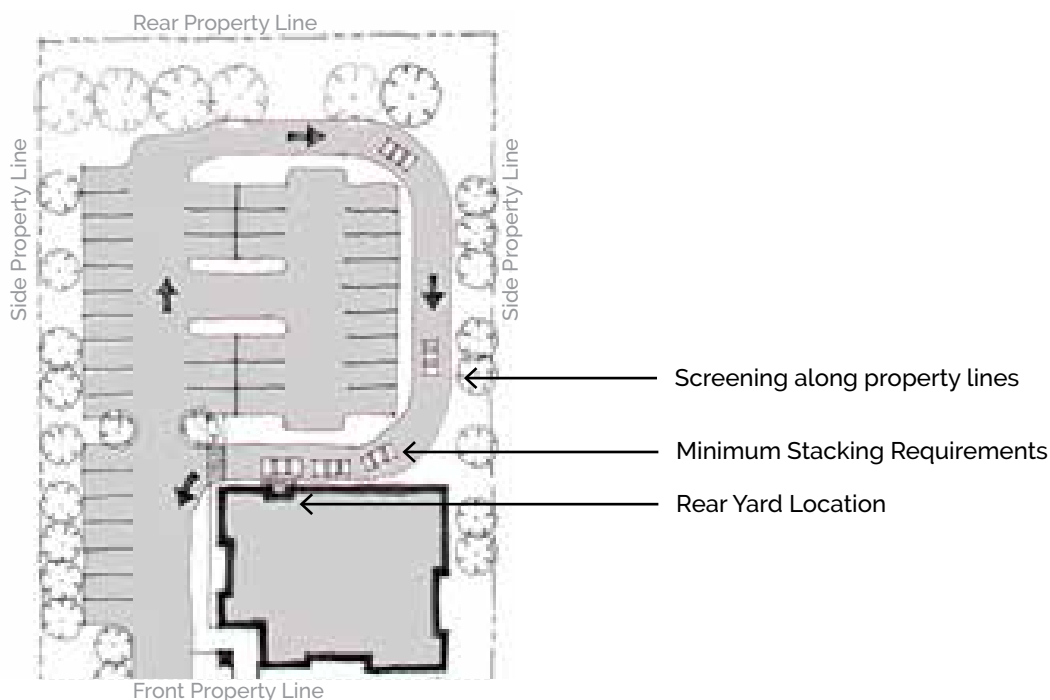 Rear Property Line
Side Property Line
Side Property Line
Screening along property lines
Minimum Stacking Requirements
Rear Yard Location
Front Property Line